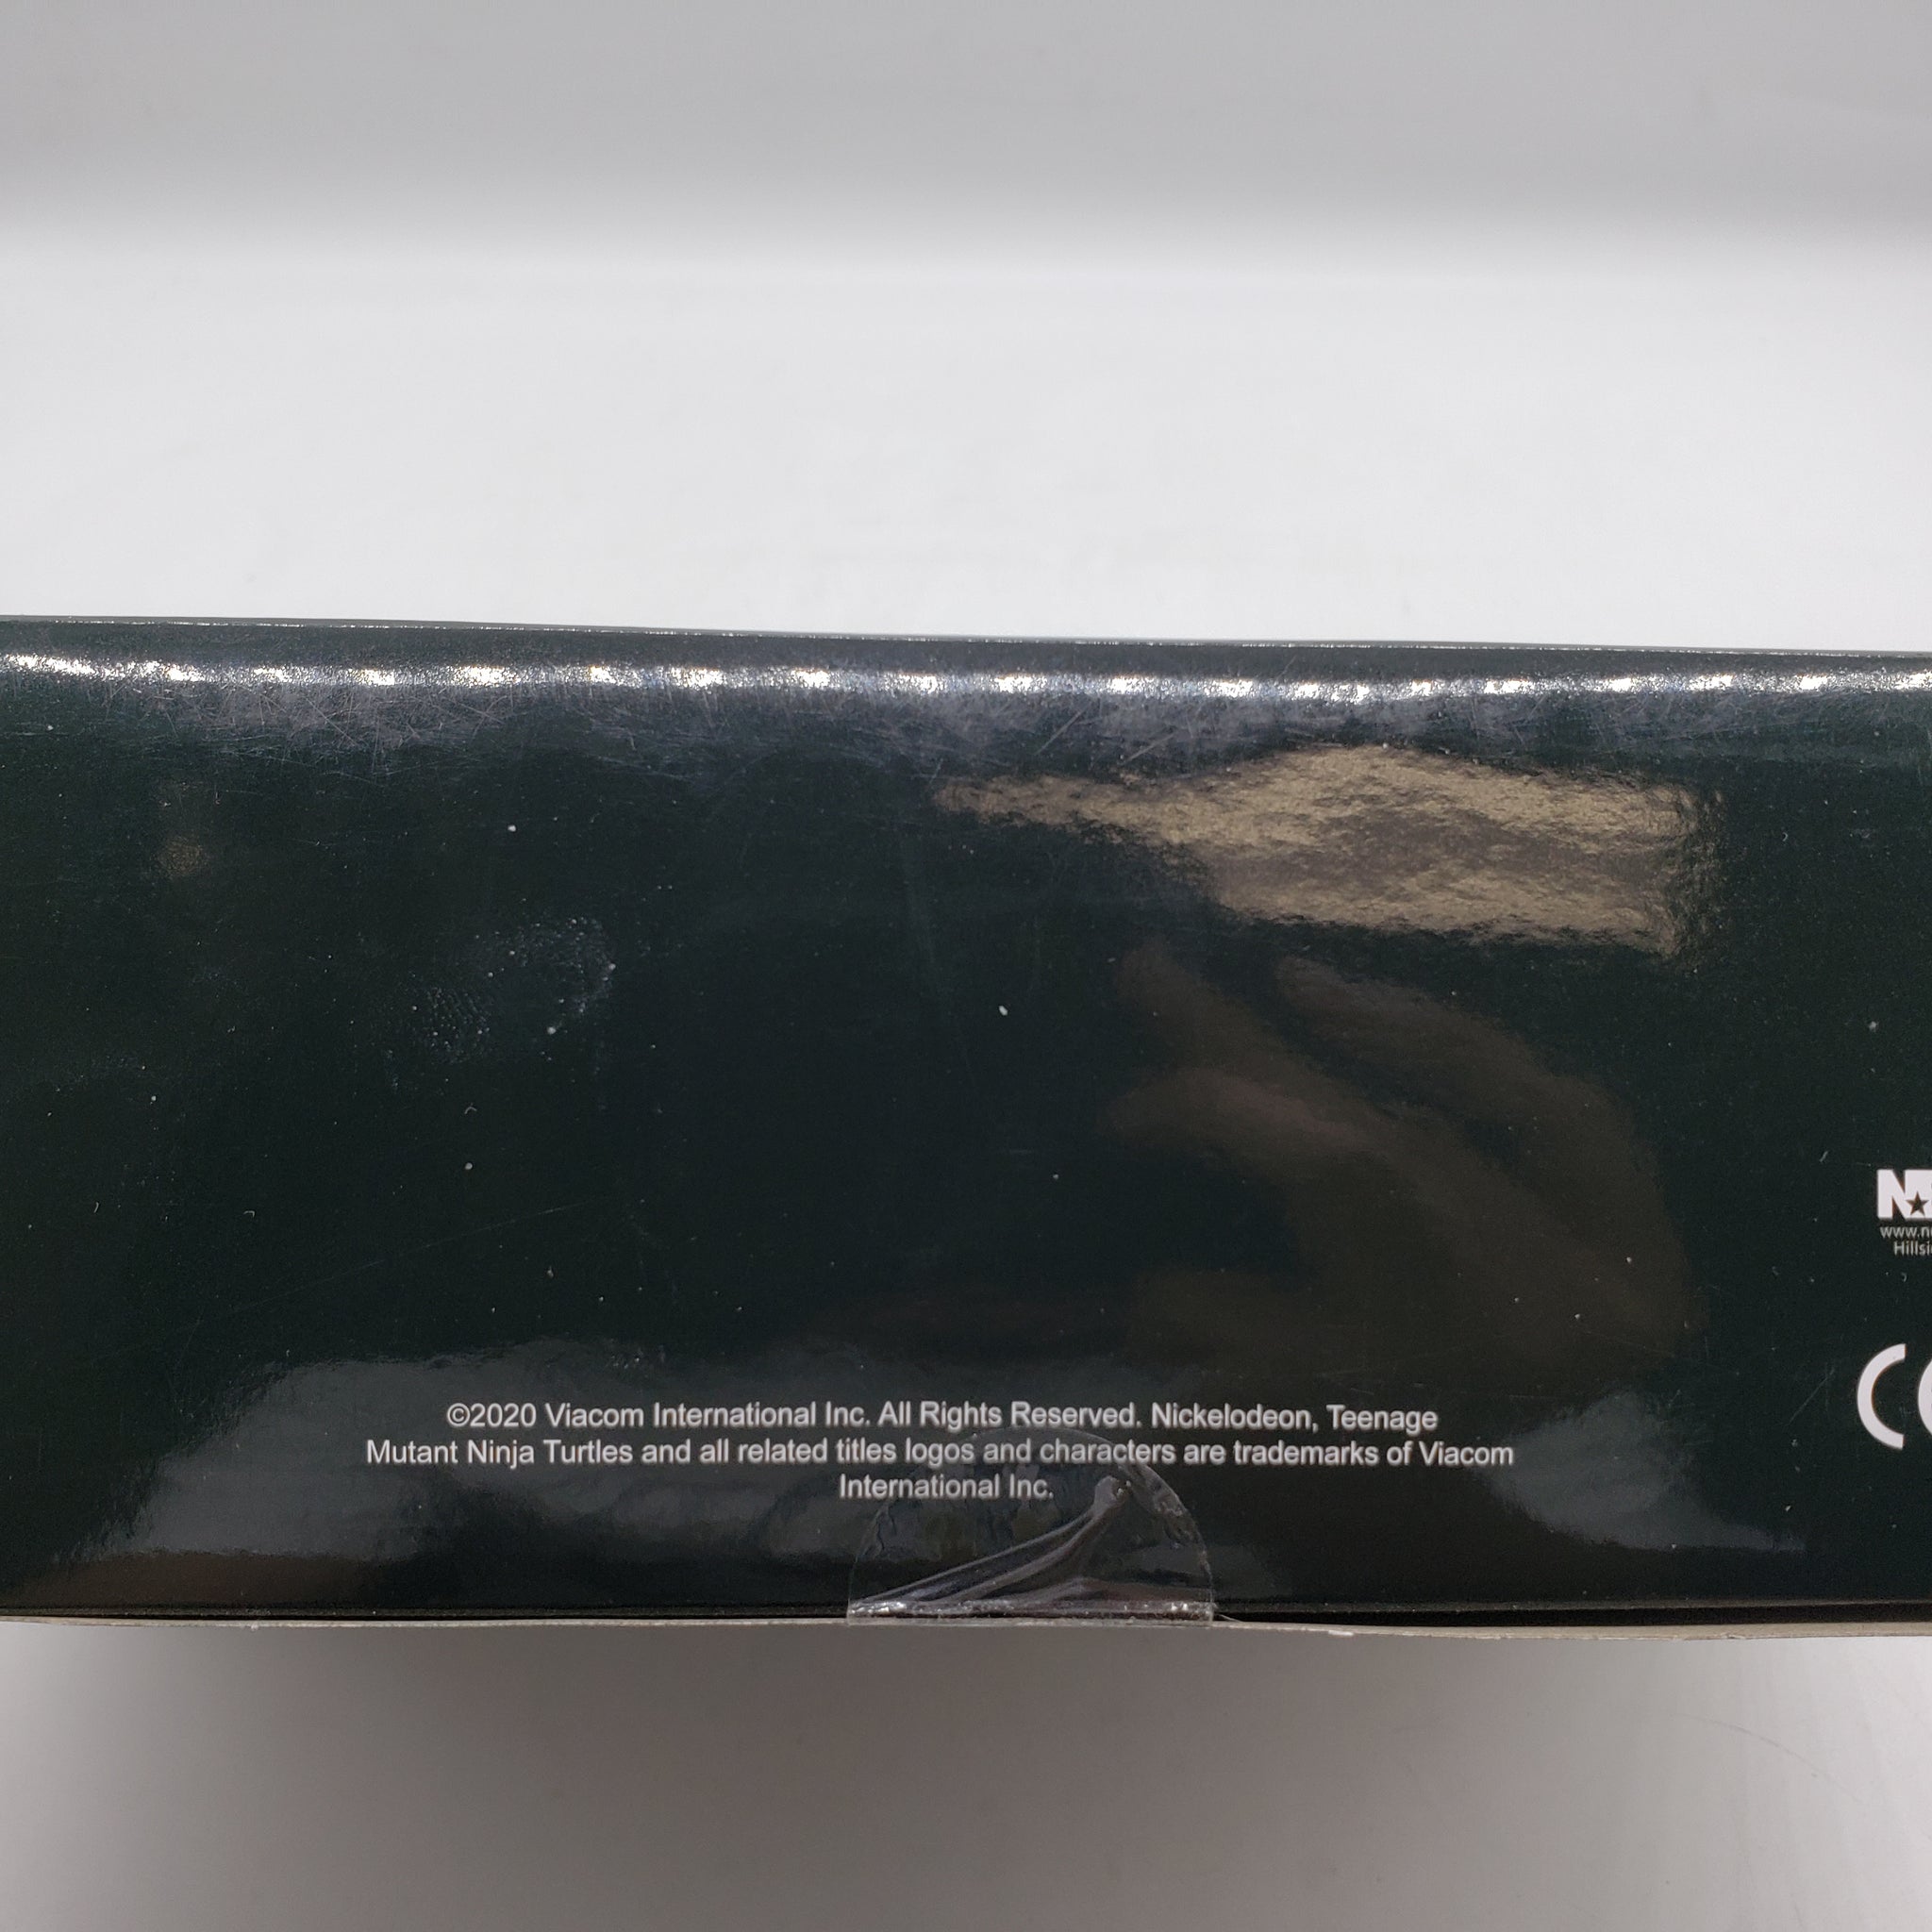 ©2020 Viacom International Inc. All Rights Reserved. Nickelodeon, Teenage
Mutant Ninja Turtles and all related titles logos and characters are trademarks of Viacom
International Inc.